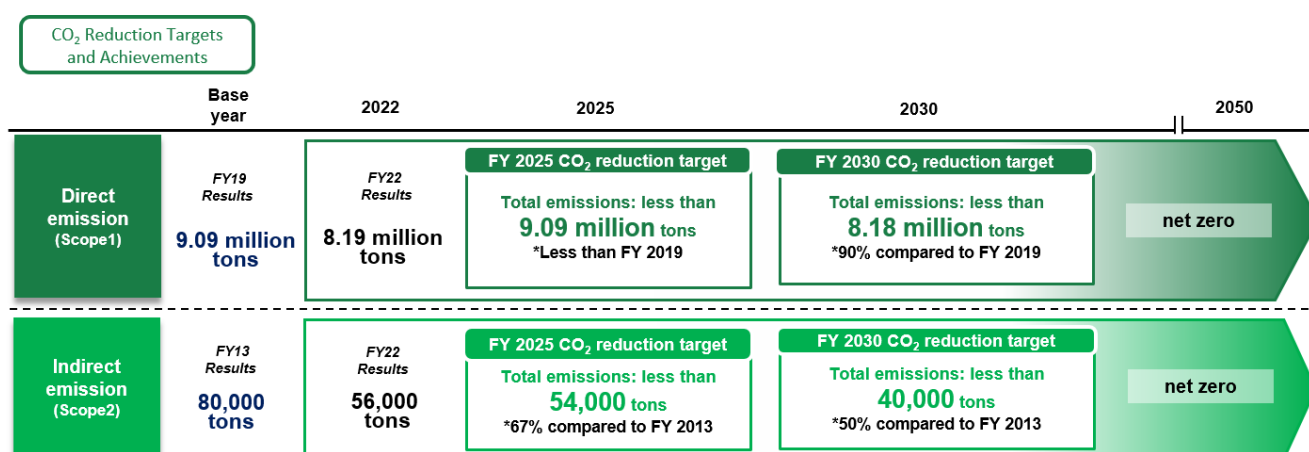 CO₂ Reduction Targets
and Achievements
Base
year
2022
2025
2030
2050
Direct
emission
(Scope1)
FY19
Results
9.09 million
tons
FY22
Results
8.19 million
tons
FY 2025 CO₂ reduction target
Total emissions: less than
9.09 million tons
*Less than FY 2019
FY 2030 CO₂ reduction target
Total emissions: less than
8.18 million tons
*90% compared to FY 2019
net zero
Indirect
emission
(Scope2)
FY13
Results
80,000
tons
FY22
Results
56,000
tons
FY 2025 CO₂ reduction target
Total emissions: less than
54,000 tons
*67% compared to FY 2013
FY 2030 CO₂ reduction target
Total emissions: less than
40,000 tons
*50% compared to FY 2013
net zero